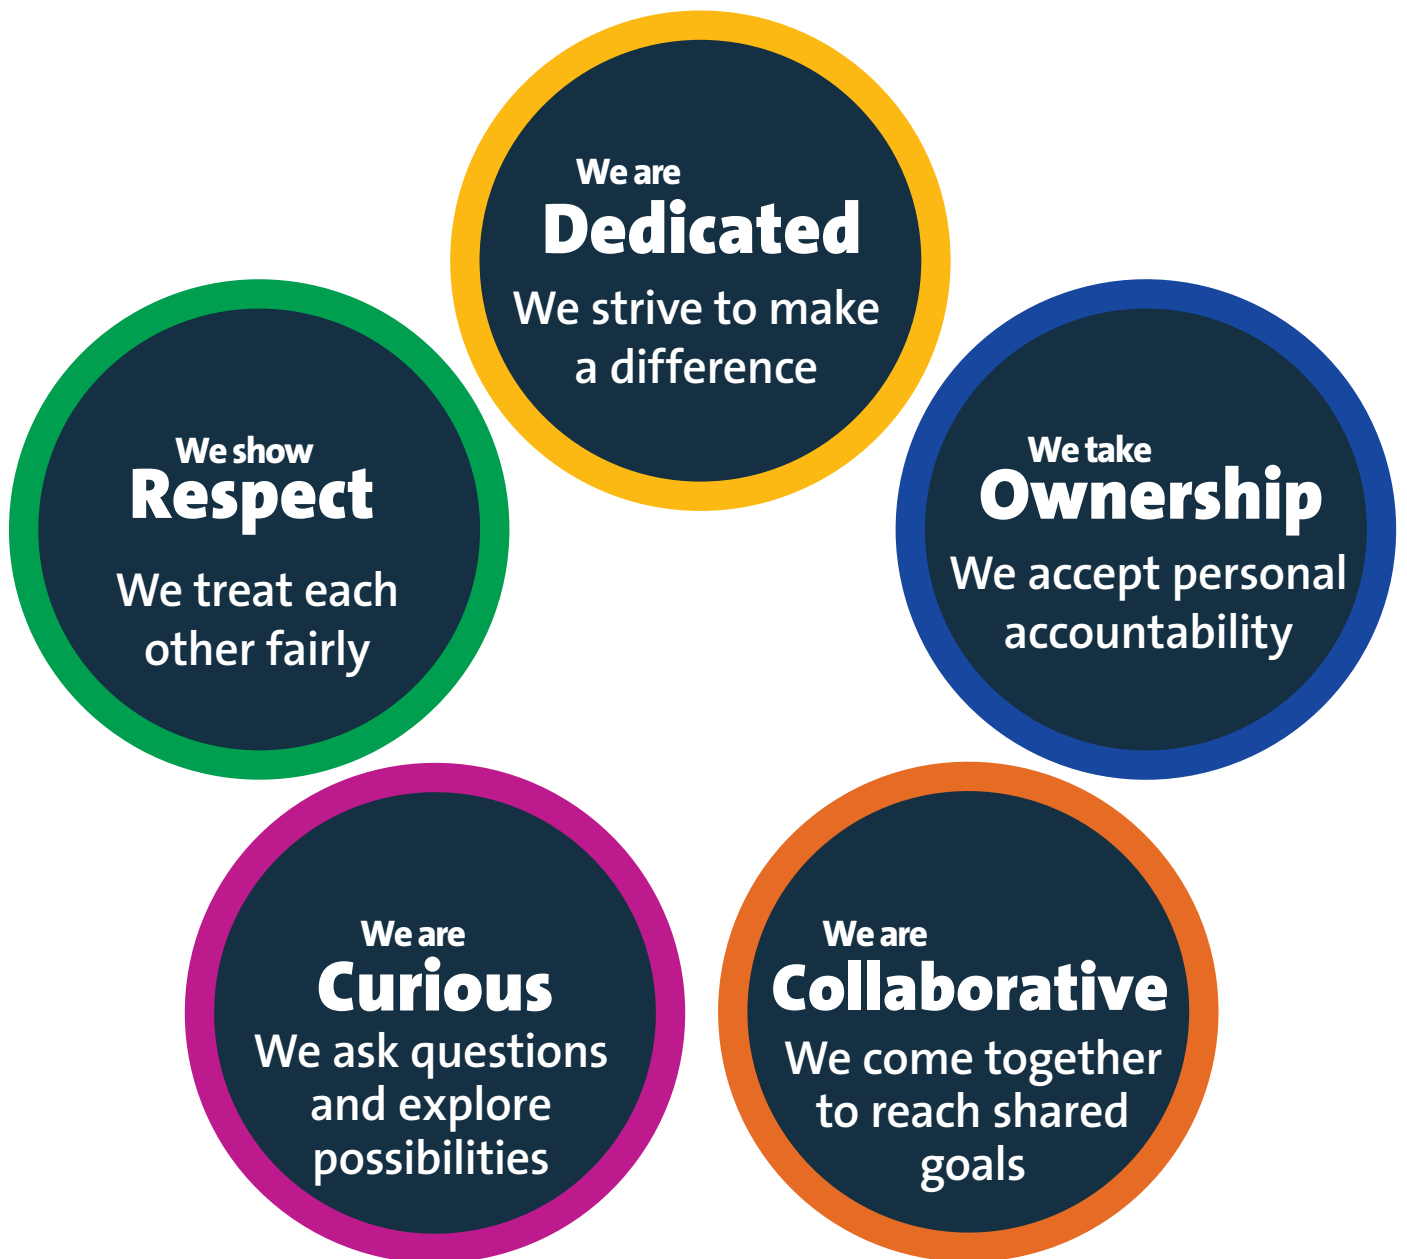 We are
Dedicated
We strive to make
a difference
We show
Respect
We treat each
other fairly
We take
Ownership
We accept personal
accountability
We are
Curious
We ask questions
and explore
possibilities
We are
Collaborative
We come together
to reach shared
goals